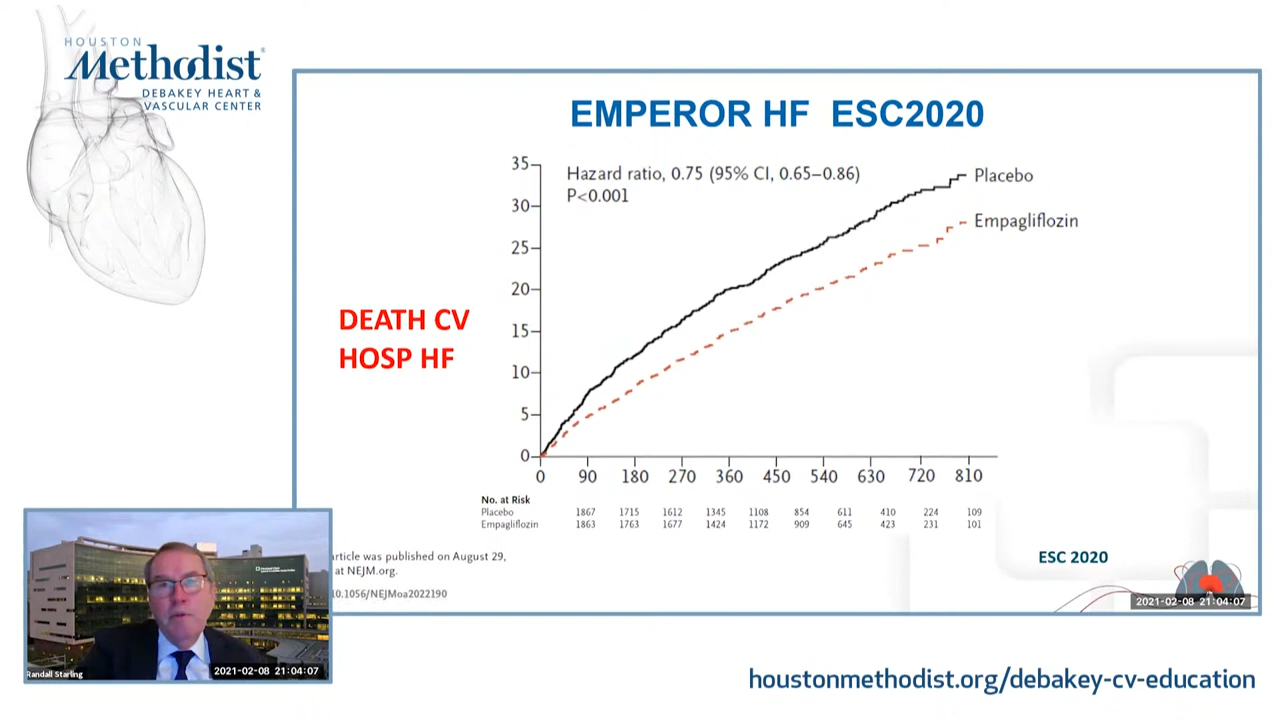 HOUSTON
Methodist
DEBAKEY HEART &
VASCULAR CENTER
EMPEROR HF ESC2020
Hazard ratio, 0.75 (95% CI, 0.65–0.86)
P<0.001
Placebo
Empagliflozin
35
30
25
20
15
10
5
0
0 90 180 270 360 450 540 630 720 810
DEATH CV
HOSP HF
No. at Risk
Placebo 1867 1715 1612 1345 1108 854 611 410 224 109
Empagliflozin 1863 1763 1677 1424 1172 909 645 423 231 101
article was published on August 29,
at NEJM.org.
10.1056/NEJMoa2022190
ESC 2020
2021-02-08 21:04:07
Randall Starling
2021-02-08 21:04:07
houstonmethodist.org/debakey-cv-education